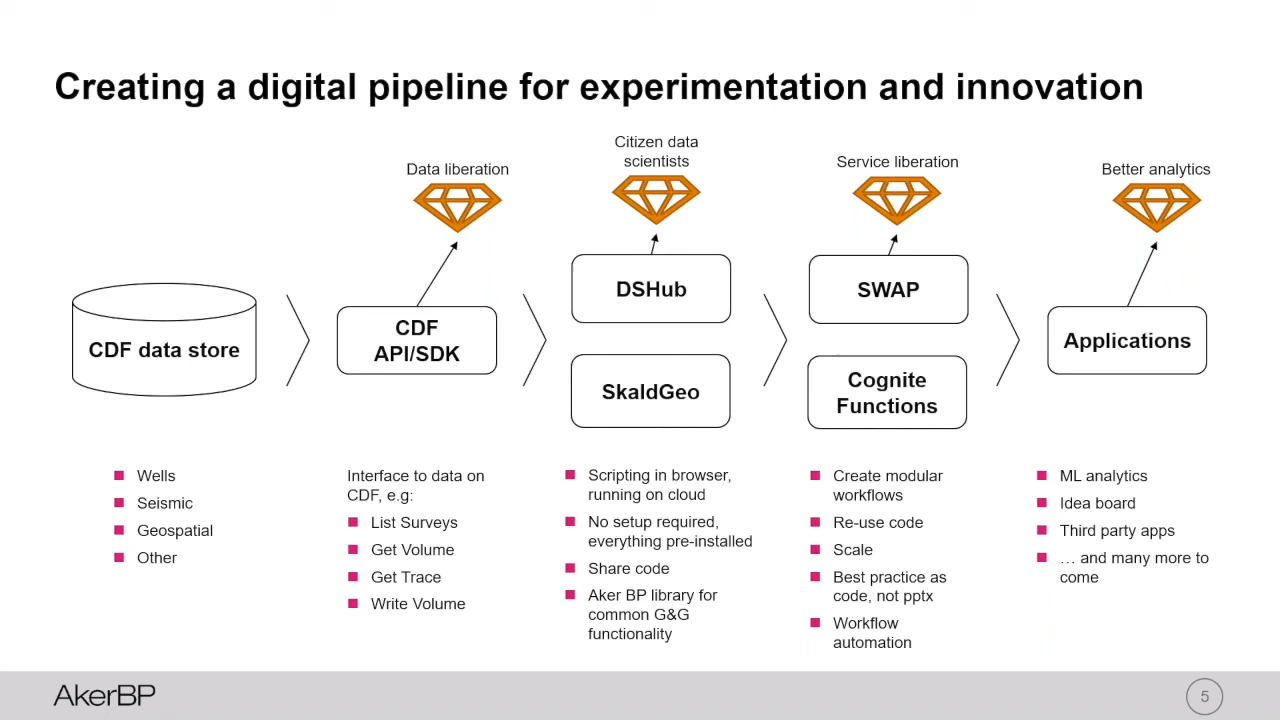 Creating a digital pipeline for experimentation and innovation
Data liberation
Citizen data
scientists
Service liberation
Better analytics
CDF data store
CDF
API/SDK
DSHub
SkaldGeo
SWAP
Cognite
Functions
Applications
Wells
Seismic
Geospatial
Other
Interface to data on
CDF, e.g:
List Surveys
Get Volume
Get Trace
Write Volume
Scripting in browser,
running on cloud
No setup required,
everything pre-installed
Share code
Aker BP library for
common G&G
functionality
Create modular
workflows
Re-use code
Scale
Best practice as
code, not pptx
Workflow
automation
ML analytics
Idea board
Third party apps
… and many more to
come
AkerBP
5